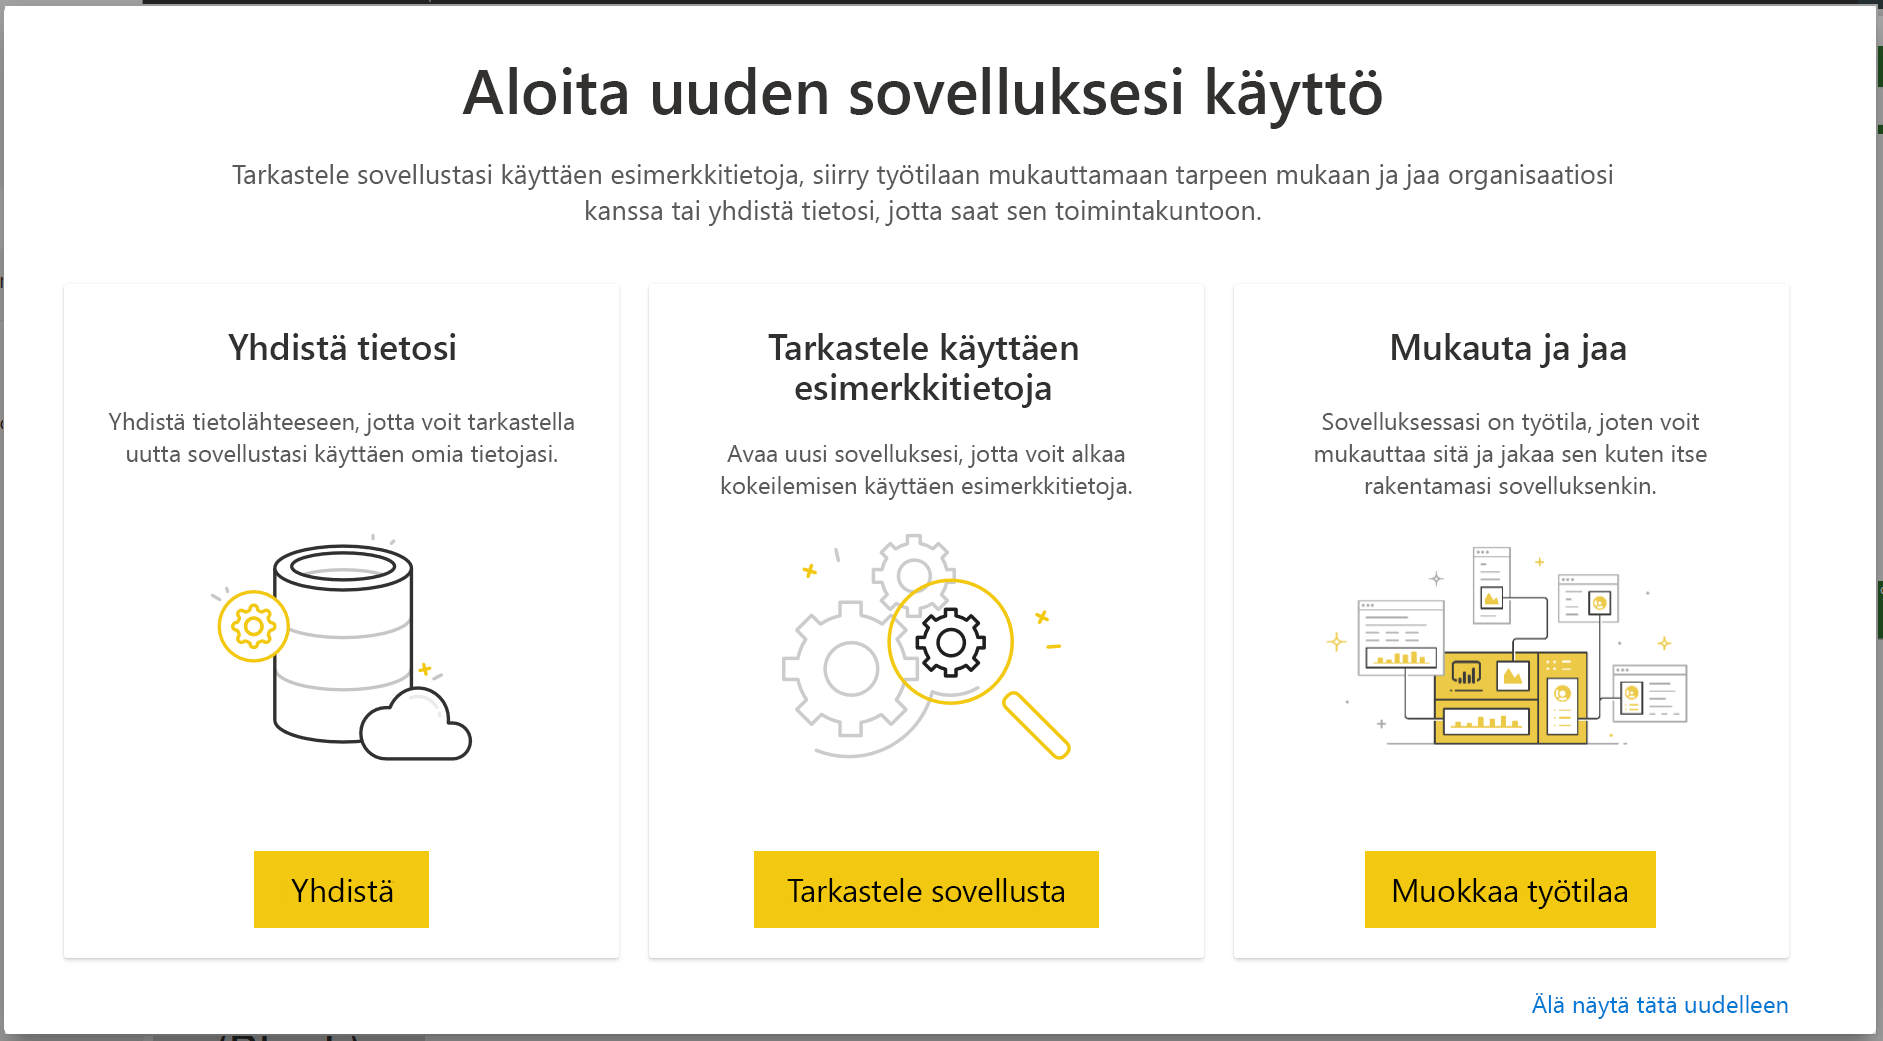 Aloita uuden sovelluksesi käyttö
Tarkastele sovellustasi käyttäen esimerkkitietoja, siirry työtilaan mukauttamaan tarpeen mukaan ja jaa organisaatiosi
kanssa tai yhdistä tietosi, jotta saat sen toimintakuntoon.
Yhdistä tietosi
Yhdistä tietolähteeseen, jotta voit tarkastella
uutta sovellustasi käyttäen omia tietojasi.
Yhdistä
Tarkastele käyttäen
esimerkkitietoja
Avaa uusi sovelluksesi, jotta voit alkaa
kokeilemisen käyttäen esimerkkitietoja.
Tarkastele sovellusta
Mukauta ja jaa
Sovelluksessasi on työtila, joten voit
mukauttaa sitä ja jakaa sen kuten itse
rakentamasi sovelluksenkin.
Muokkaa työtilaa
Älä näytä tätä uudelleen